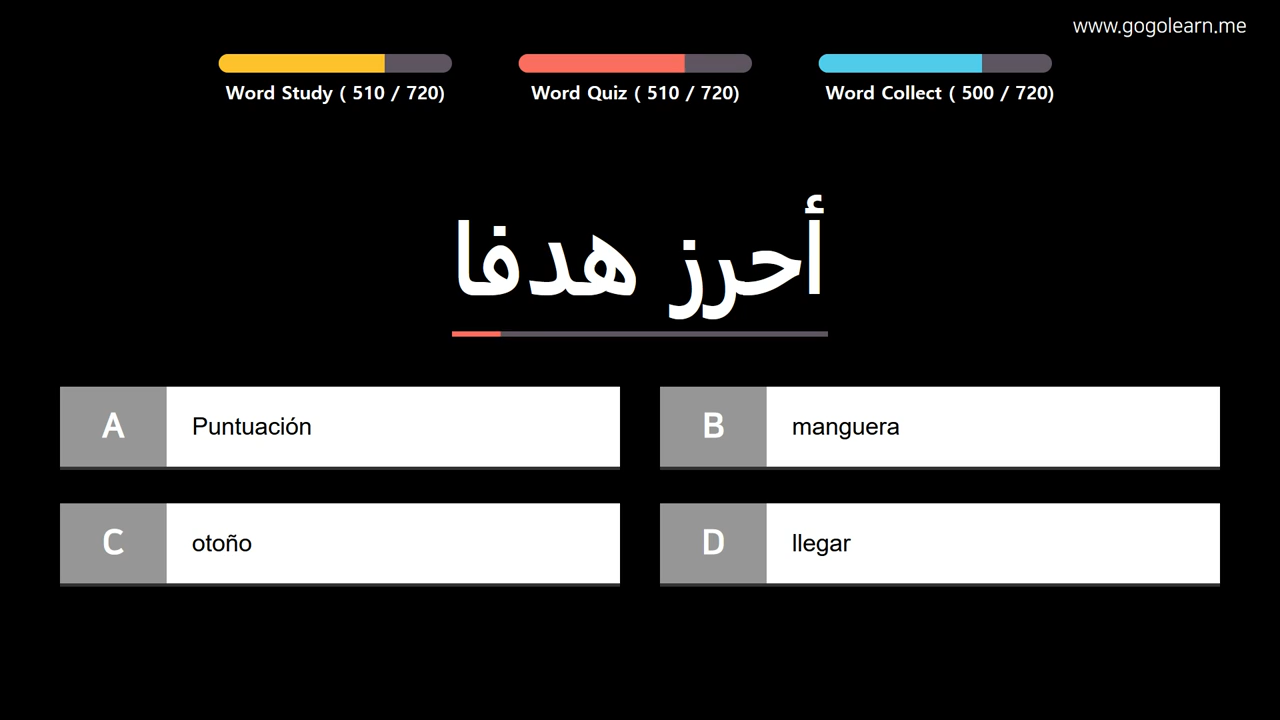 www.gogolearn.me
Word Study ( 510 / 720)
Word Quiz ( 510 / 720)
Word Collect ( 500 / 720)
أحرز هدفا
A Puntuación
B manguera
C otoño
D llegar